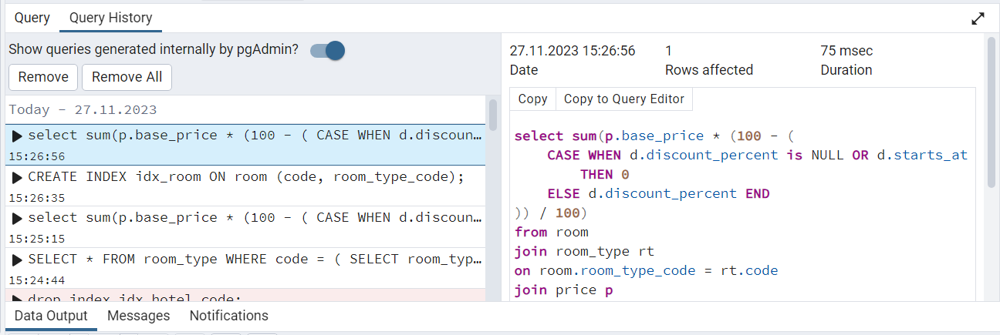 Query Query History
Show queries generated internally by pgAdmin?
Remove Remove All
Today - 27.11.2023
select sum(p.base_price * (100 - ( CASE WHEN d.discoun…
15:26:56
CREATE INDEX idx_room ON room (code, room_type_code);
15:26:35
select sum(p.base_price * (100 - ( CASE WHEN d.discoun…
15:25:15
SELECT * FROM room_type WHERE code = ( SELECT room_typ…
15:24:44
drop index idx_hotel_code;
27.11.2023 15:26:56 1 75 msec
Date Rows affected Duration
Copy Copy to Query Editor
select sum(p.base_price * (100 - (
CASE WHEN d.discount_percent is NULL OR d.starts_at
THEN 0
ELSE d.discount_percent END
)) / 100)
from room
join room_type rt
on room.room_type_code = rt.code
join price p
Data Output Messages Notifications